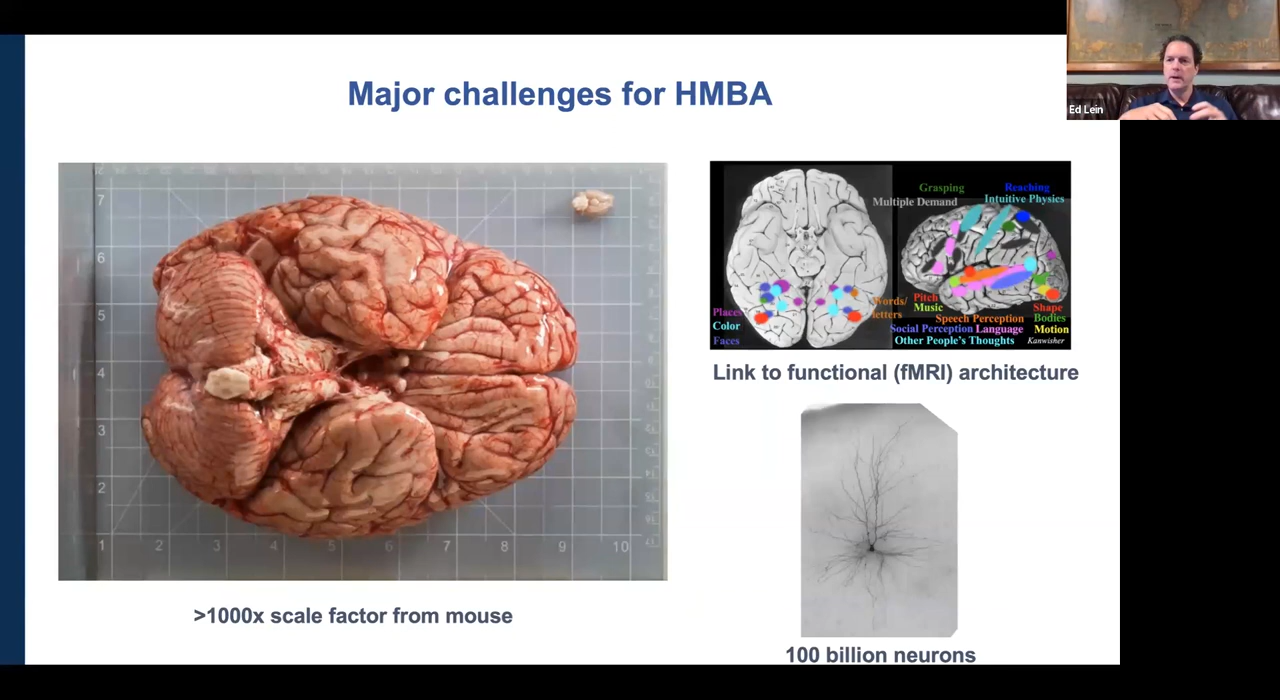 Major challenges for HMBA
Ed Lein
7
6
5
4
3
2
1 2 3 4 5 6 7 8 9 10
>1000x scale factor from mouse
Grasping
Reaching
Multiple Demand
Intuitive Physics
Places
Color
Faces
Words/
letters
Pitch
Music
Speech Perception
Social Perception
Language
Other People's Thoughts
Shape
Bodies
Motion
Kanwisher
Link to functional (fMRI) architecture
100 billion neurons